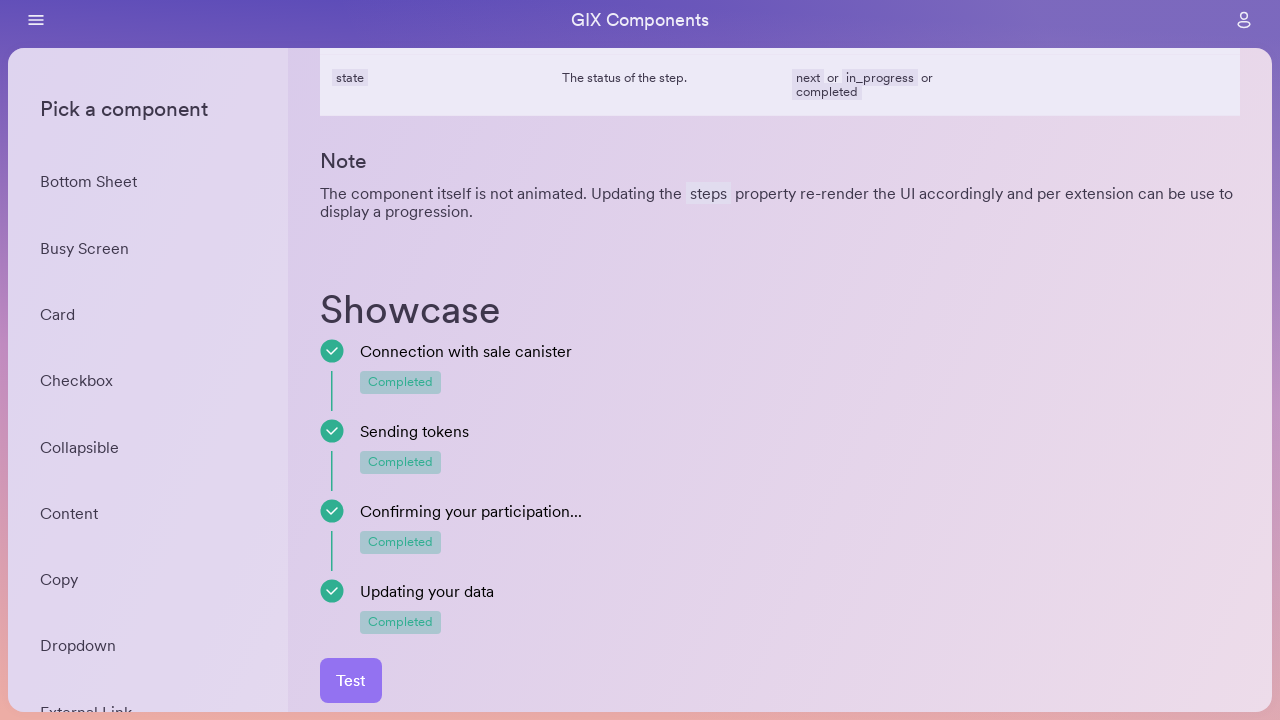 GIX Components
Pick a component
Bottom Sheet
Busy Screen
Card
Checkbox
Collapsible
Content
Copy
Dropdown
External Link
state The status of the step. next or in_progress or
completed
Note
The component itself is not animated. Updating the steps property re-render the UI accordingly and per extension can be use to
display a progression.
Showcase
Connection with sale canister
Completed
Sending tokens
Completed
Confirming your participation...
Completed
Updating your data
Completed
Test